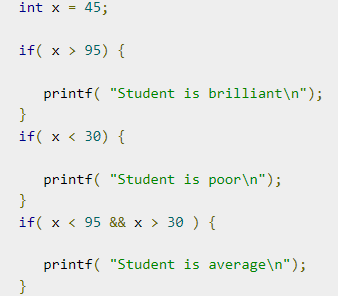 int x = 45;
if( x > 95) {
printf( "Student is brilliant\n");
}
if( x < 30) {
printf( "Student is poor\n");
}
if( x < 95 && x > 30 ) {
printf( "Student is average\n");
}